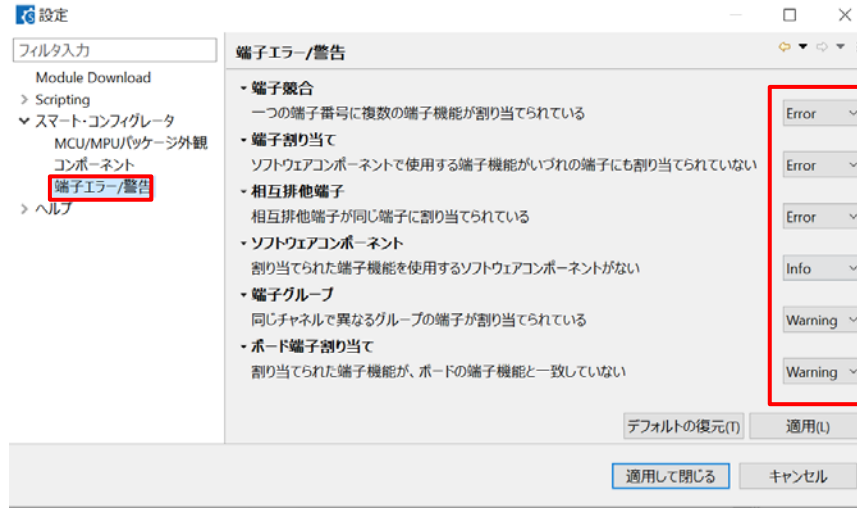 設定
フィルタ入力
Module Download
Scripting
スマート・コンフィグレータ
MCU/MPUパッケージ外観
コンポーネント
端子エラー/警告
ヘルプ
端子エラー/警告
端子競合
一つの端子番号に複数の端子機能が割り当てられている
Error
端子割り当て
ソフトウェアコンポーネントで使用する端子機能がいづれの端子にも割り当てられていない
Error
相互排他端子
相互排他端子が同じ端子に割り当てられている
Error
ソフトウェアコンポーネント
割り当てられた端子機能を使用するソフトウェアコンポーネントがない
Info
端子グループ
同じチャネルで異なるグループの端子が割り当てられている
Warning
ボード端子割り当て
割り当てられた端子機能が、ボードの端子機能と一致していない
Warning
デフォルトの復元(T)
適用(L)
適用して閉じる
キャンセル